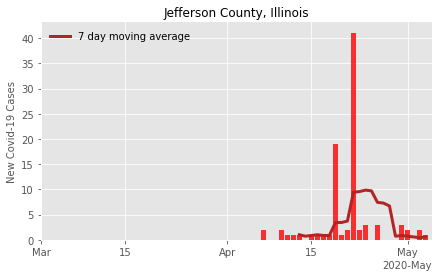 Jefferson County, Illinois
7 day moving average
New Covid-19 Cases
40
35
30
25
20
15
10
5
0
Mar 15 Apr 15 May
2020-May